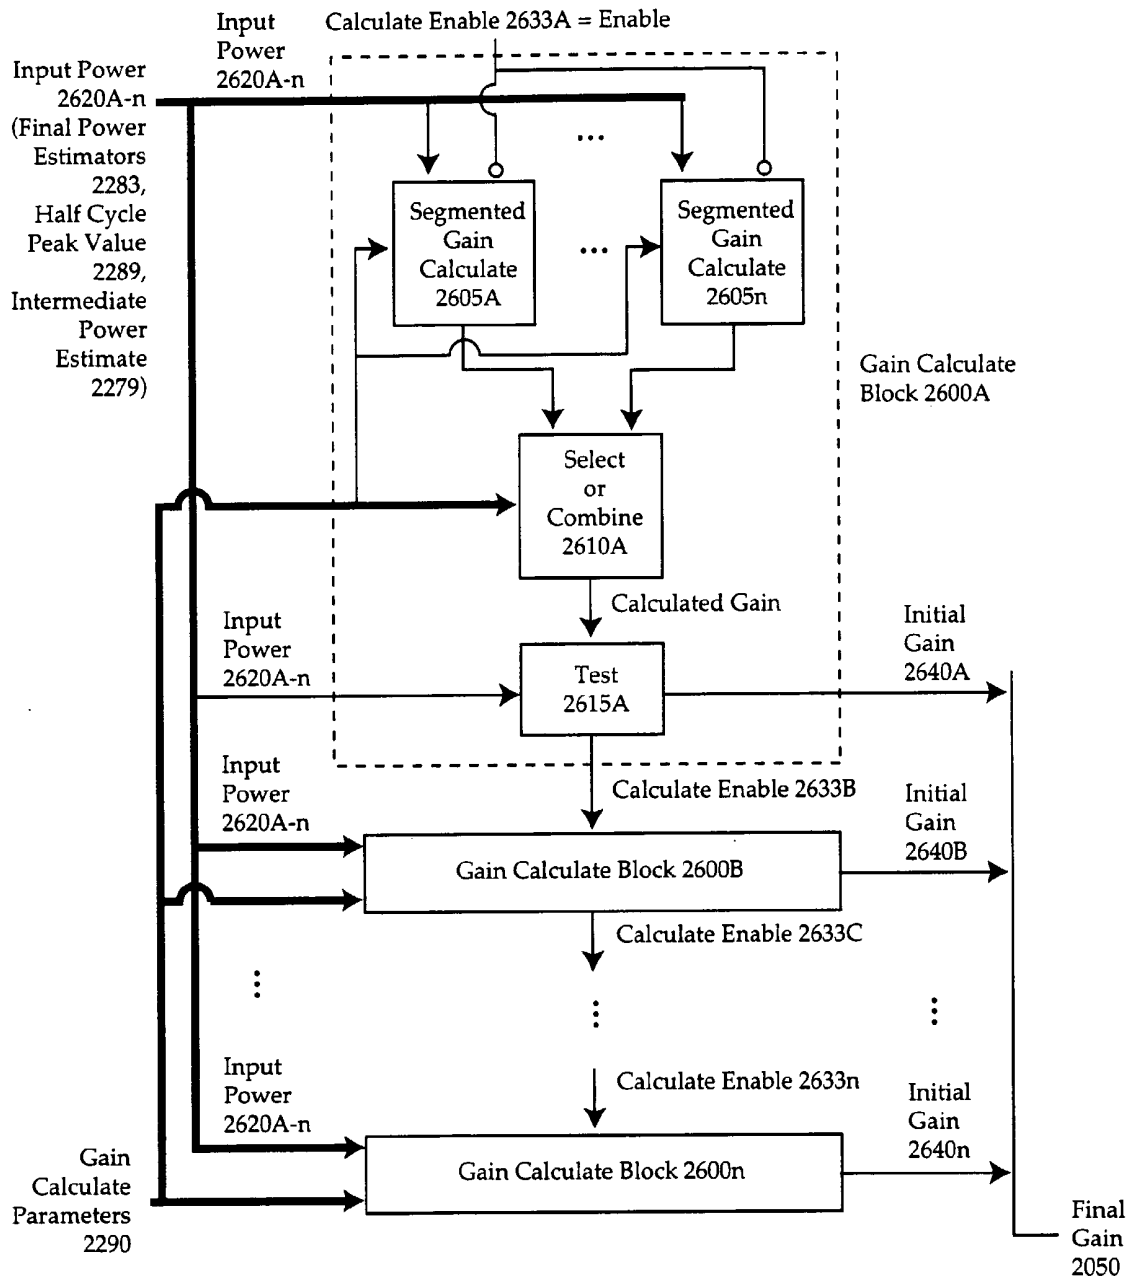 Input
Power
2620A-n
Calculate Enable 2633A = Enable
Input Power
2620A-n
(Final Power
Estimators
2283,
Half Cycle
Peak Value
2289,
Intermediate
Power
Estimate
2279)
...
Segmented
Gain
Calculate
2605A
...
Segmented
Gain
Calculate
2605n
Gain Calculate
Block 2600A
Select
or
Combine
2610A
Calculated Gain
Input
Power
2620A-n
Test
2615A
Initial
Gain
2640A
Input
Power
2620A-n
Calculate Enable 2633B
Initial
Gain
2640B
Gain Calculate Block 2600B
Calculate Enable 2633C
Input
Power
2620A-n
Calculate Enable 2633n
Initial
Gain
2640n
Gain Calculate Block 2600n
Gain
Calculate
Parameters
2290
Final
Gain
2050